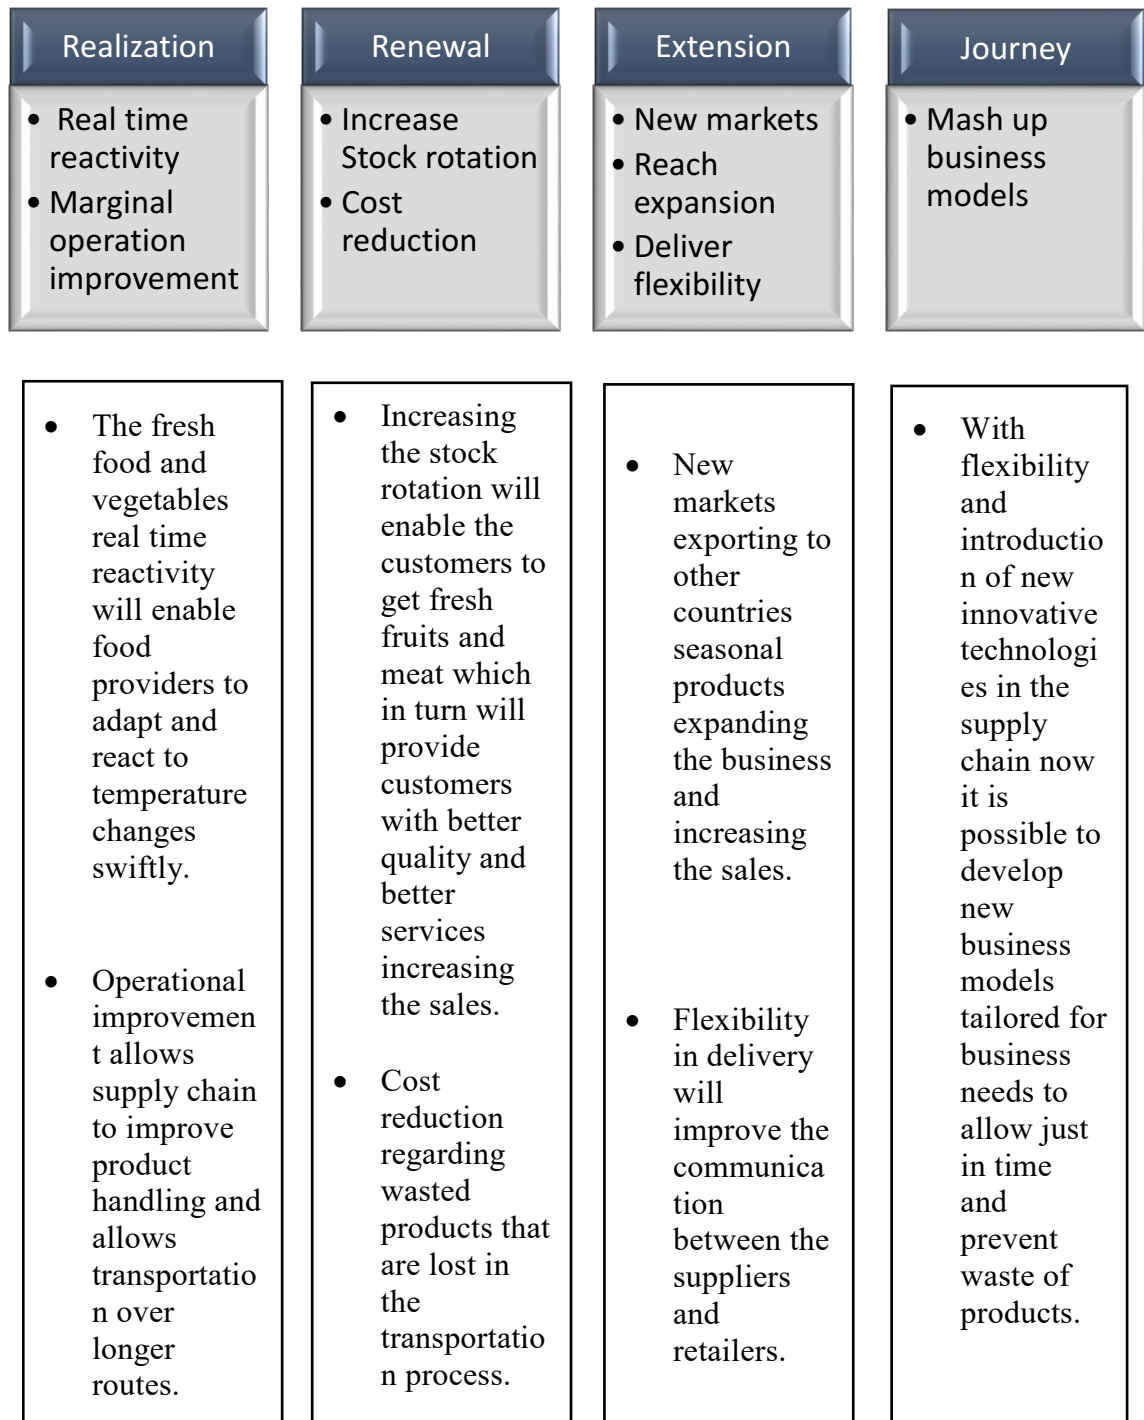 Realization
• Real time
reactivity
• Marginal
operation
improvement
Renewal
• Increase
Stock rotation
• Cost
reduction
Extension
• New markets
• Reach
expansion
• Deliver
flexibility
Journey
• Mash up
business
models
• The fresh
food and
vegetables
real time
reactivity
will enable
food
providers to
adapt and
react to
temperature
changes
swiftly.
• Operational
improvemen
t allows
supply chain
to improve
product
handling and
allows
transportatio
n over
longer
routes.
• Increasing
the stock
rotation will
enable the
customers to
get fresh
fruits and
meat which
in turn will
provide
customers
with better
quality and
better
services
increasing
the sales.
• Cost
reduction
regarding
wasted
products that
are lost in
the
transportatio
n process.
• New
markets
exporting to
other
countries
seasonal
products
expanding
the business
and
increasing
the sales.
• Flexibility
in delivery
will
improve the
communica
tion
between the
suppliers
and
retailers.
• With
flexibility
and
introductio
n of new
innovative
technologi
es in the
supply
chain now
it is
possible to
develop
new
business
models
tailored for
business
needs to
allow just
in time
and
prevent
waste of
products.